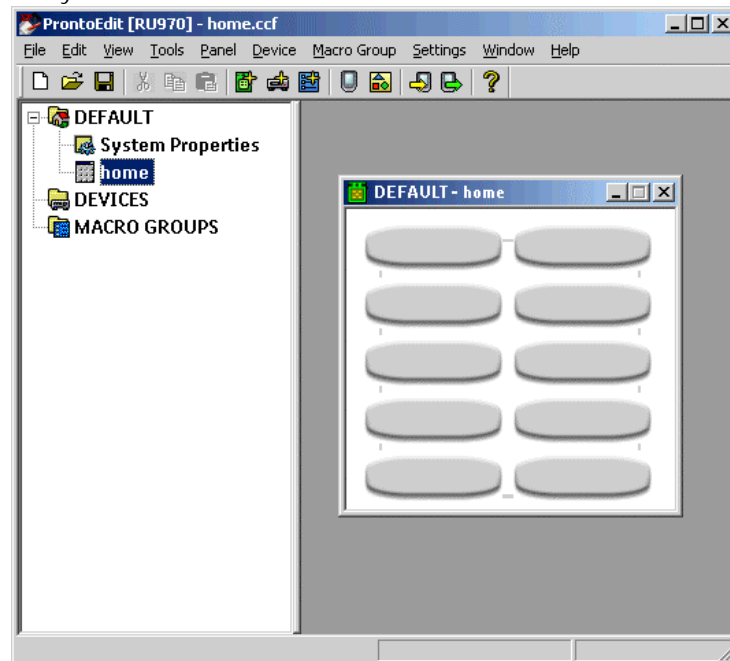 ProntoEdit [RU970] - home.ccf
File Edit View Tools Panel Device Macro Group Settings Window Help
DEFAULT
System Properties
home
DEVICES
MACRO GROUPS
DEFAULT - home